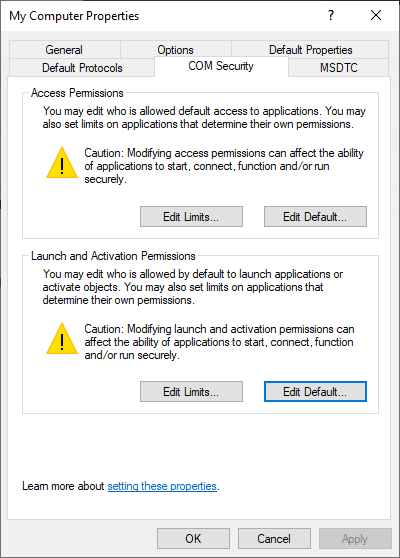 My Computer Properties
General Options Default Properties
Default Protocols COM Security MSDTC
Access Permissions
You may edit who is allowed default access to applications. You may
also set limits on applications that determine their own permissions.
Caution: Modifying access permissions can affect the ability
of applications to start, connect, function and/or run
securely.
Edit Limits... Edit Default...
Launch and Activation Permissions
You may edit who is allowed by default to launch applications or
activate objects. You may also set limits on applications that
determine their own permissions.
Caution: Modifying launch and activation permissions can
affect the ability of applications to start, connect, function
and/or run securely.
Edit Limits... Edit Default...
Learn more about setting these properties.
OK Cancel Apply